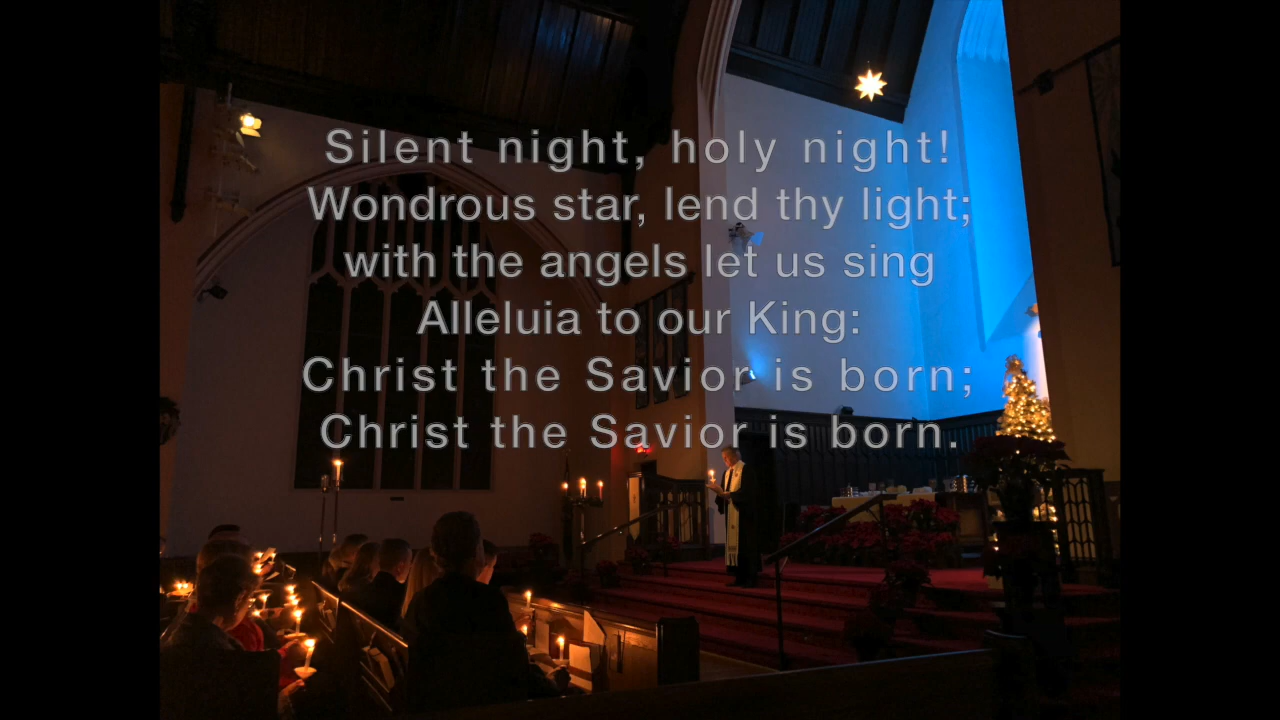 Silent night, holy night!
Wondrous star, lend thy light;
with the angels let us sing
Alleluia to our King:
Christ the Savior is born;
Christ the Savior is born.